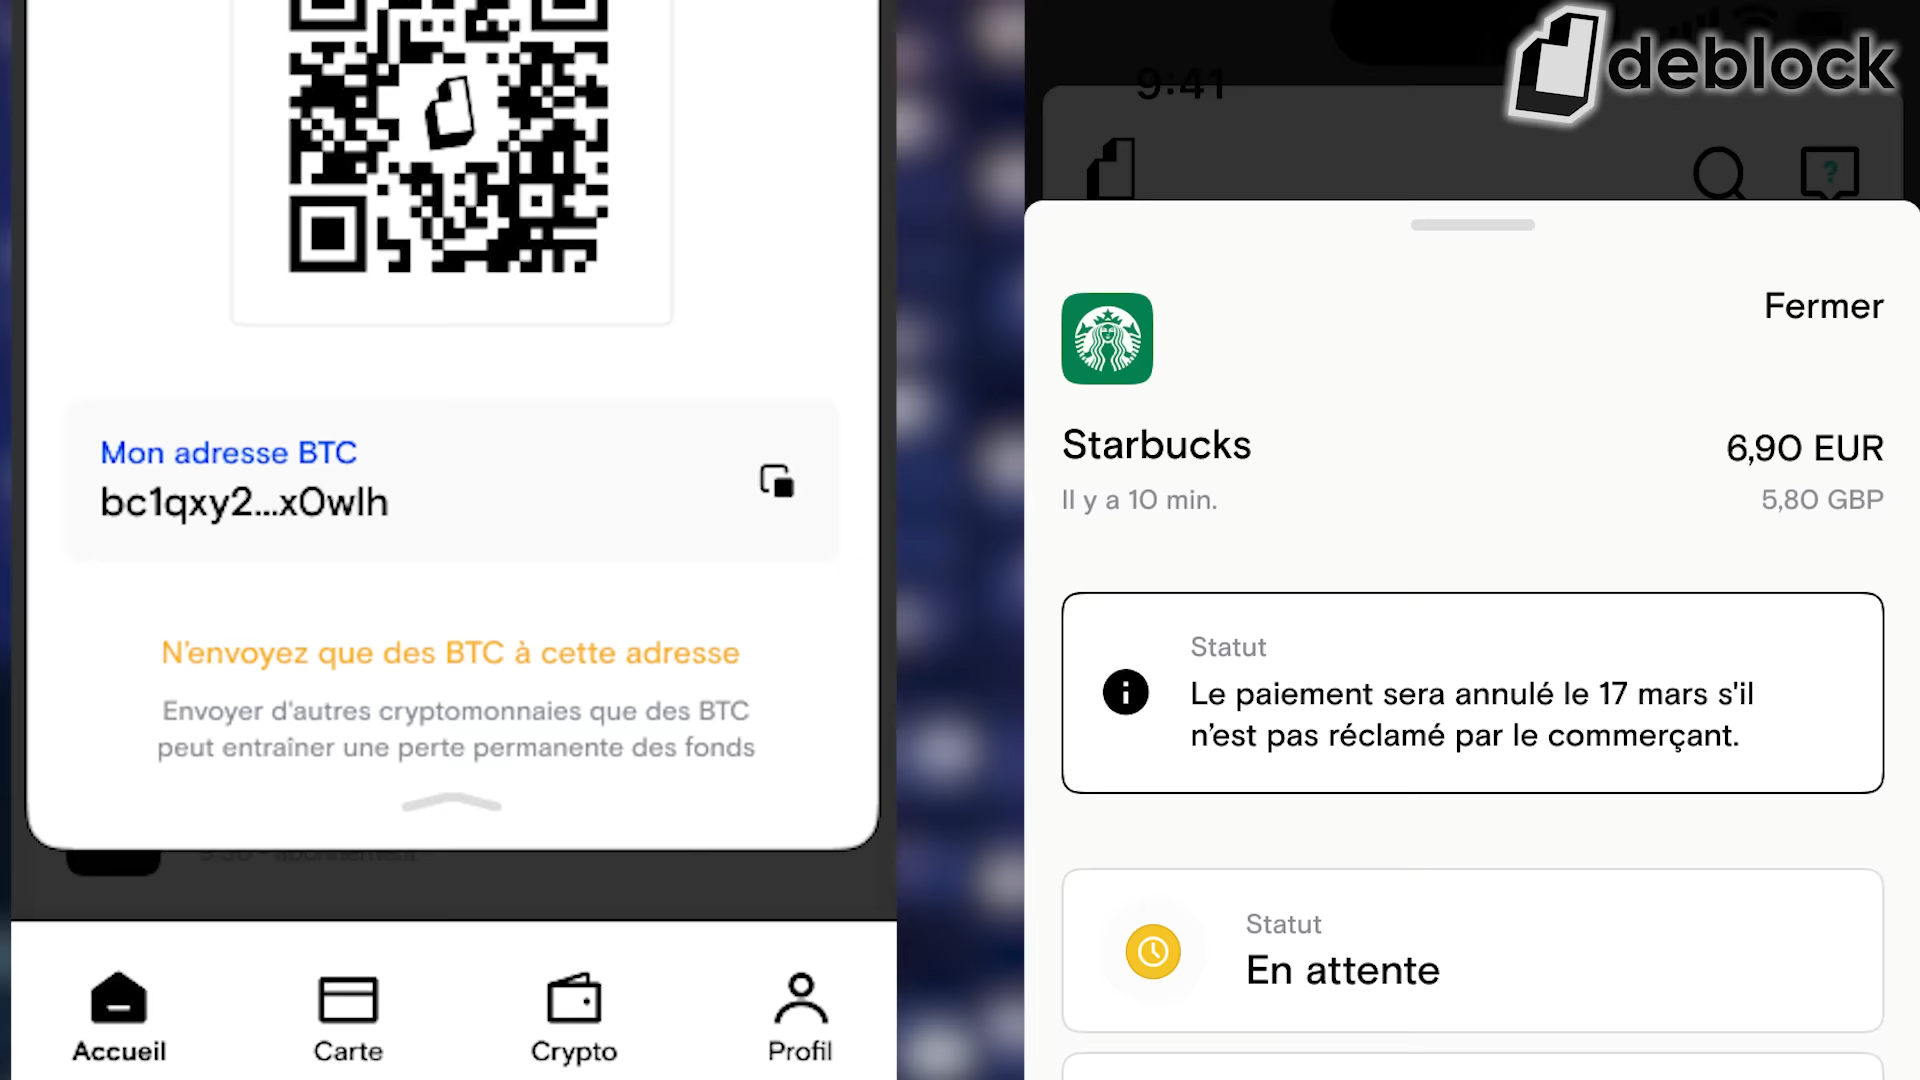 Mon adresse BTC
bc1qxy2...x0wlh
N'envoyez que des BTC à cette adresse
Envoyer d'autres cryptomonnaies que des BTC
peut entraîner une perte permanente des fonds
9:30 - abonnement
Accueil
Carte
Crypto
Profil
deblock
9:41
?
Fermer
Starbucks
6,90 EUR
Il y a 10 min.
5,80 GBP
Statut
Le paiement sera annulé le 17 mars s'il
n'est pas réclamé par le commerçant.
Statut
En attente